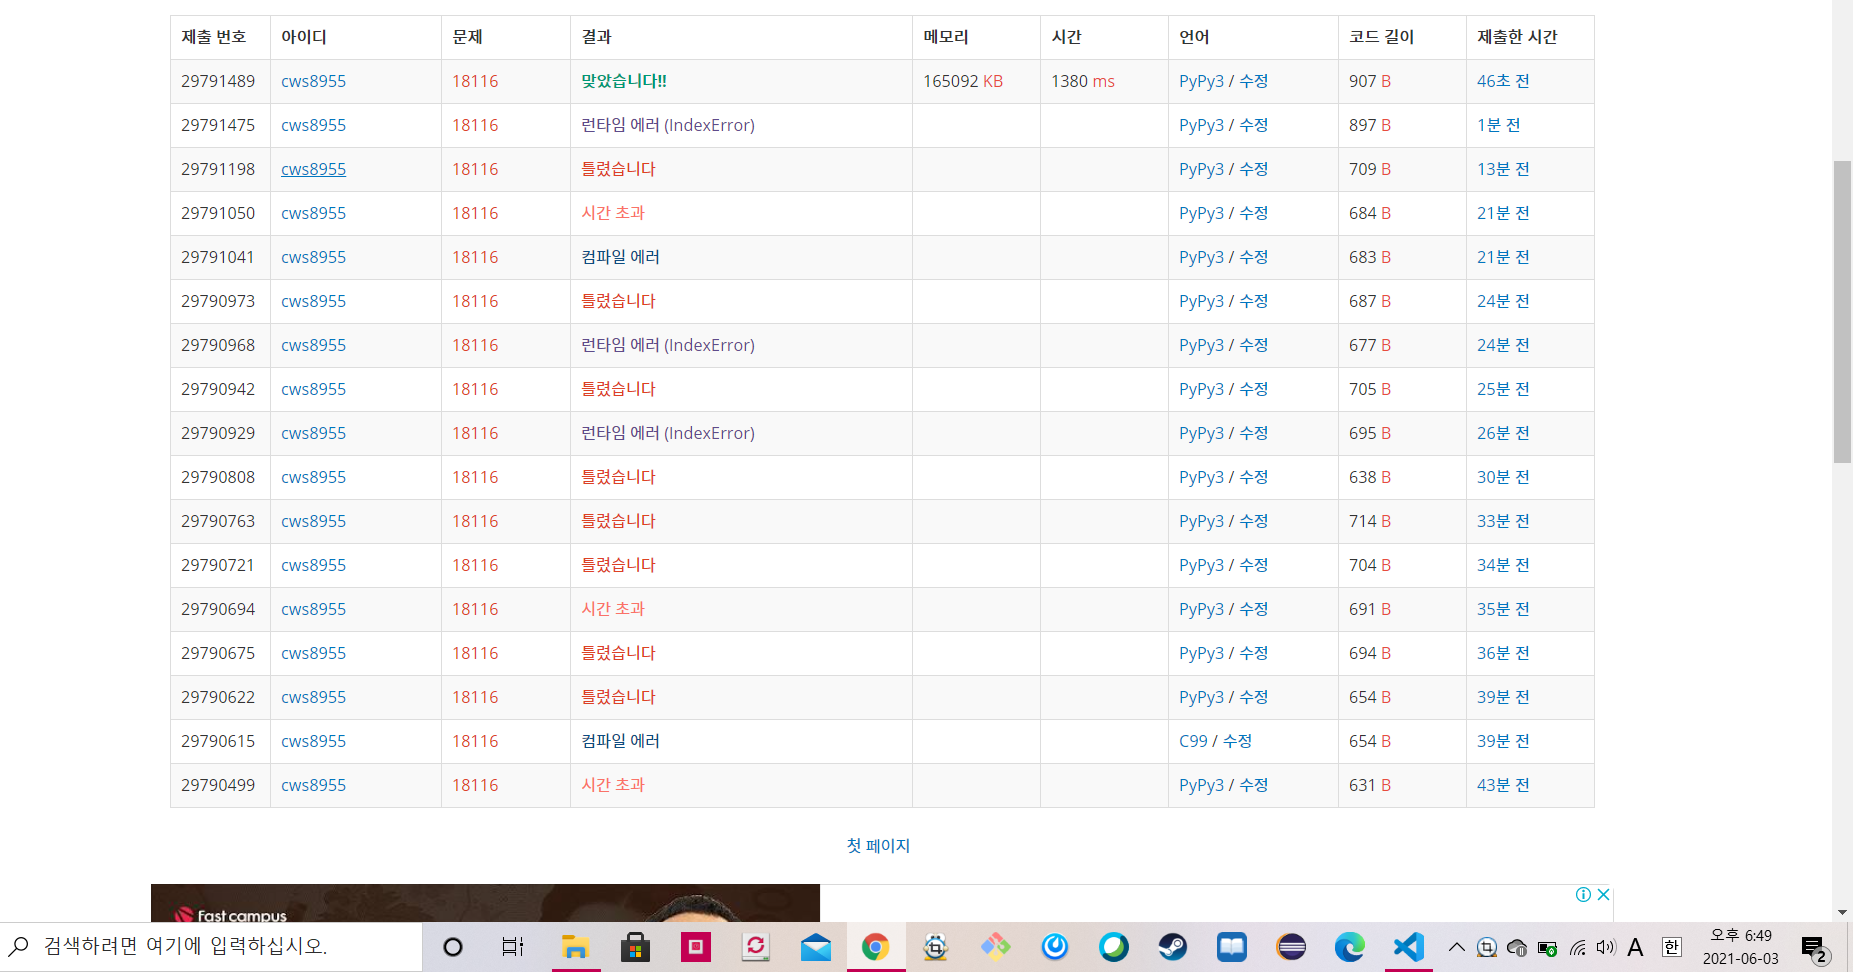 제출 번호 아이디 문제 결과 메모리 시간 언어 코드 길이 제출한 시간
29791489 cws8955 18116 맞았습니다!! 165092 KB 1380 ms PyPy3 / 수정 907 B 46초 전
29791475 cws8955 18116 런타임 에러 (IndexError) PyPy3 / 수정 897 B 1분 전
29791198 cws8955 18116 틀렸습니다 PyPy3 / 수정 709 B 13분 전
29791050 cws8955 18116 시간 초과 PyPy3 / 수정 684 B 21분 전
29791041 cws8955 18116 컴파일 에러 PyPy3 / 수정 683 B 21분 전
29790973 cws8955 18116 틀렸습니다 PyPy3 / 수정 687 B 24분 전
29790968 cws8955 18116 런타임 에러 (IndexError) PyPy3 / 수정 677 B 24분 전
29790942 cws8955 18116 틀렸습니다 PyPy3 / 수정 705 B 25분 전
29790929 cws8955 18116 런타임 에러 (IndexError) PyPy3 / 수정 695 B 26분 전
29790808 cws8955 18116 틀렸습니다 PyPy3 / 수정 638 B 30분 전
29790763 cws8955 18116 틀렸습니다 PyPy3 / 수정 714 B 33분 전
29790721 cws8955 18116 틀렸습니다 PyPy3 / 수정 704 B 34분 전
29790694 cws8955 18116 시간 초과 PyPy3 / 수정 691 B 35분 전
29790675 cws8955 18116 틀렸습니다 PyPy3 / 수정 694 B 36분 전
29790622 cws8955 18116 틀렸습니다 PyPy3 / 수정 654 B 39분 전
29790615 cws8955 18116 컴파일 에러 C99 / 수정 654 B 39분 전
29790499 cws8955 18116 시간 초과 PyPy3 / 수정 631 B 43분 전
첫 페이지
Fast campus
검색하려면 여기에 입력하십시오.
A 한 오후 6:49
2021-06-03
2